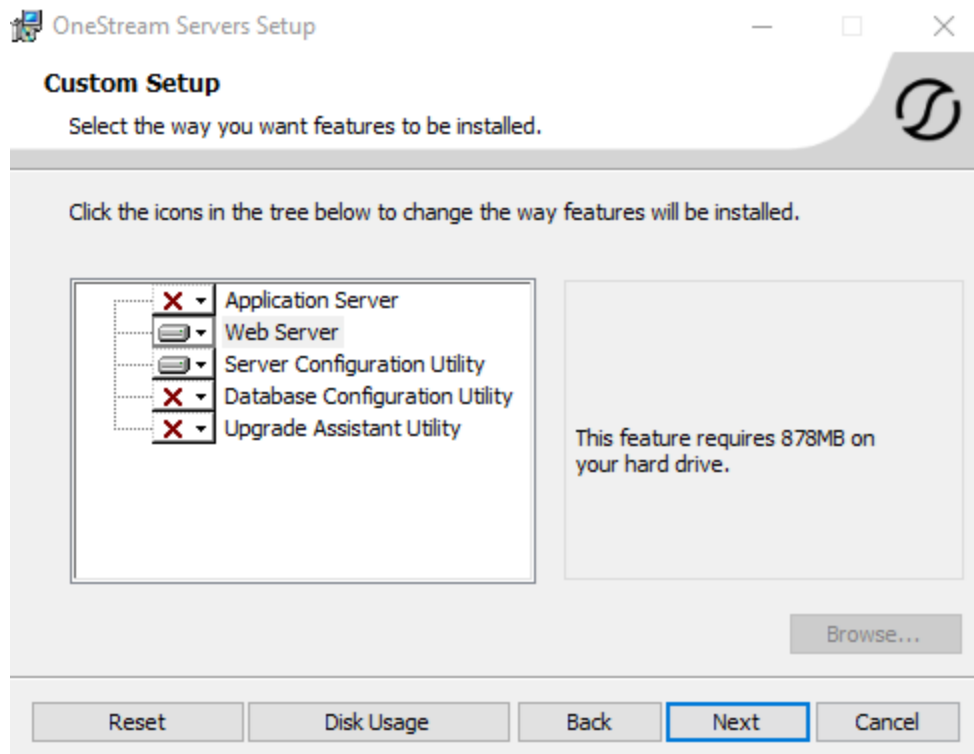 OneStream Servers Setup
Custom Setup
Select the way you want features to be installed.
Click the icons in the tree below to change the way features will be installed.
Application Server
Web Server
Server Configuration Utility
Database Configuration Utility
Upgrade Assistant Utility
This feature requires 878MB on
your hard drive.
Browse...
Reset
Disk Usage
Back
Next
Cancel